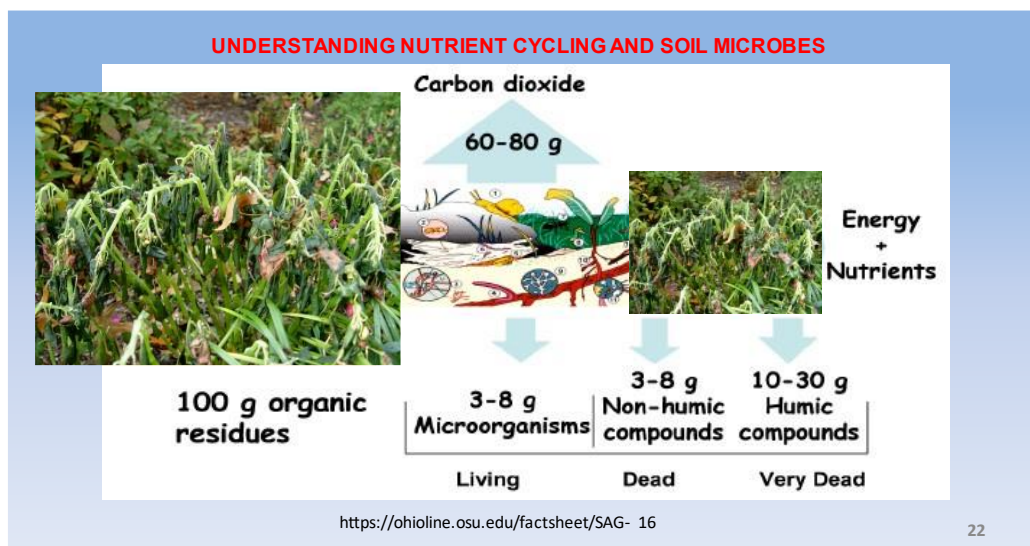 UNDERSTANDING NUTRIENT CYCLING AND SOIL MICROBES
Carbon dioxide
60-80 g
Energy
+
Nutrients
100 g organic
residues
3-8 g
Microorganisms
3-8 g
Non-humic
compounds
10-30 g
Humic
compounds
Living
Dead
Very Dead
https://ohioline.osu.edu/factsheet/SAG- 16
22